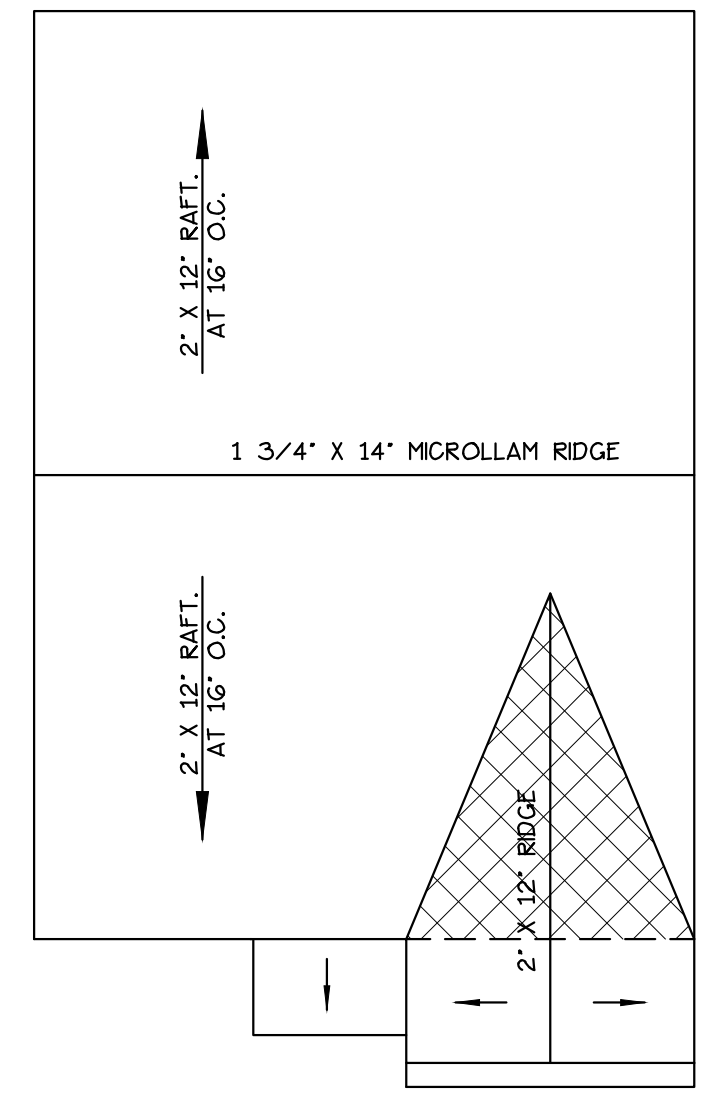 2" X 12" RAFT.
AT 16" O.C.
1 3/4" X 14" MICROLLAM RIDGE
2" X 12" RAFT.
AT 16" O.C.
2" X 12" RIDGE